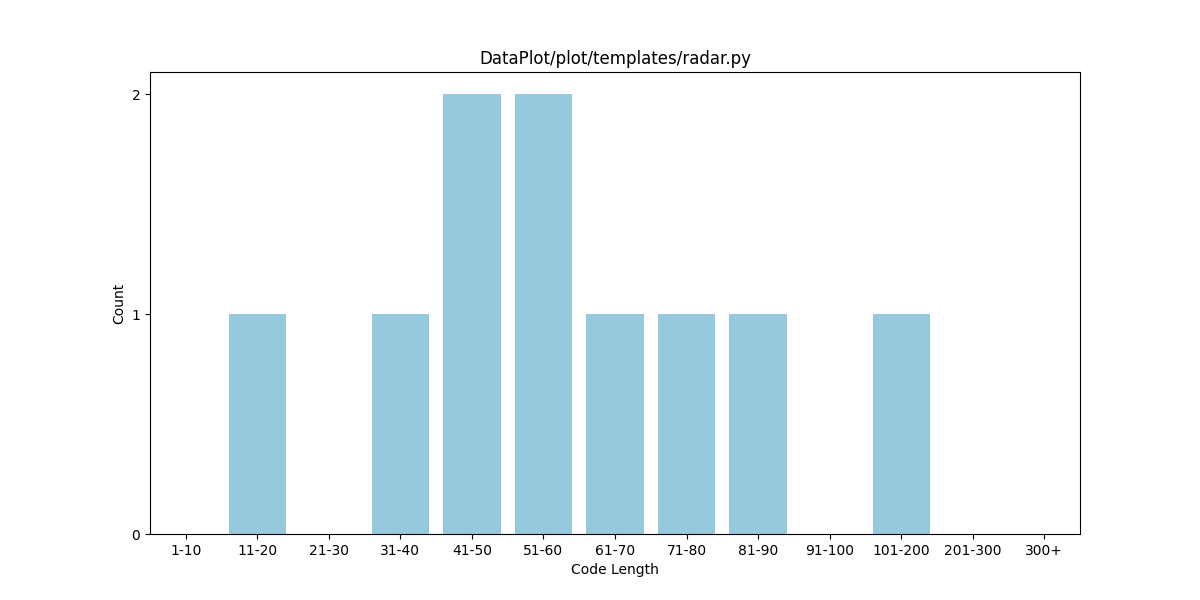 DataPlot/plot/templates/radar.py
Count
2
1
0
1-10 11-20 21-30 31-40 41-50 51-60 61-70 71-80 81-90 91-100 101-200 201-300 300+
Code Length